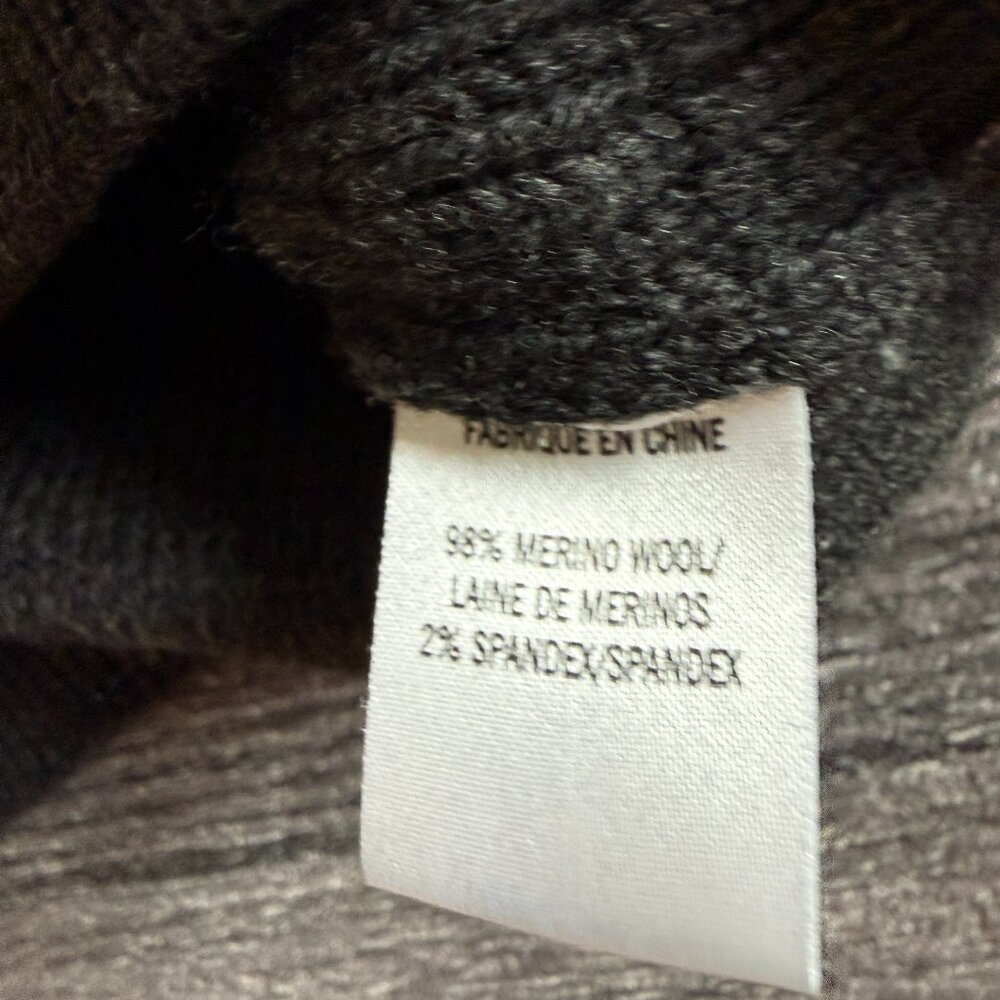 FABRIQUE EN CHINE
98% MERINO WOOL/
LAINE DE MERINOS
2% SPANDEX/SPANDEX